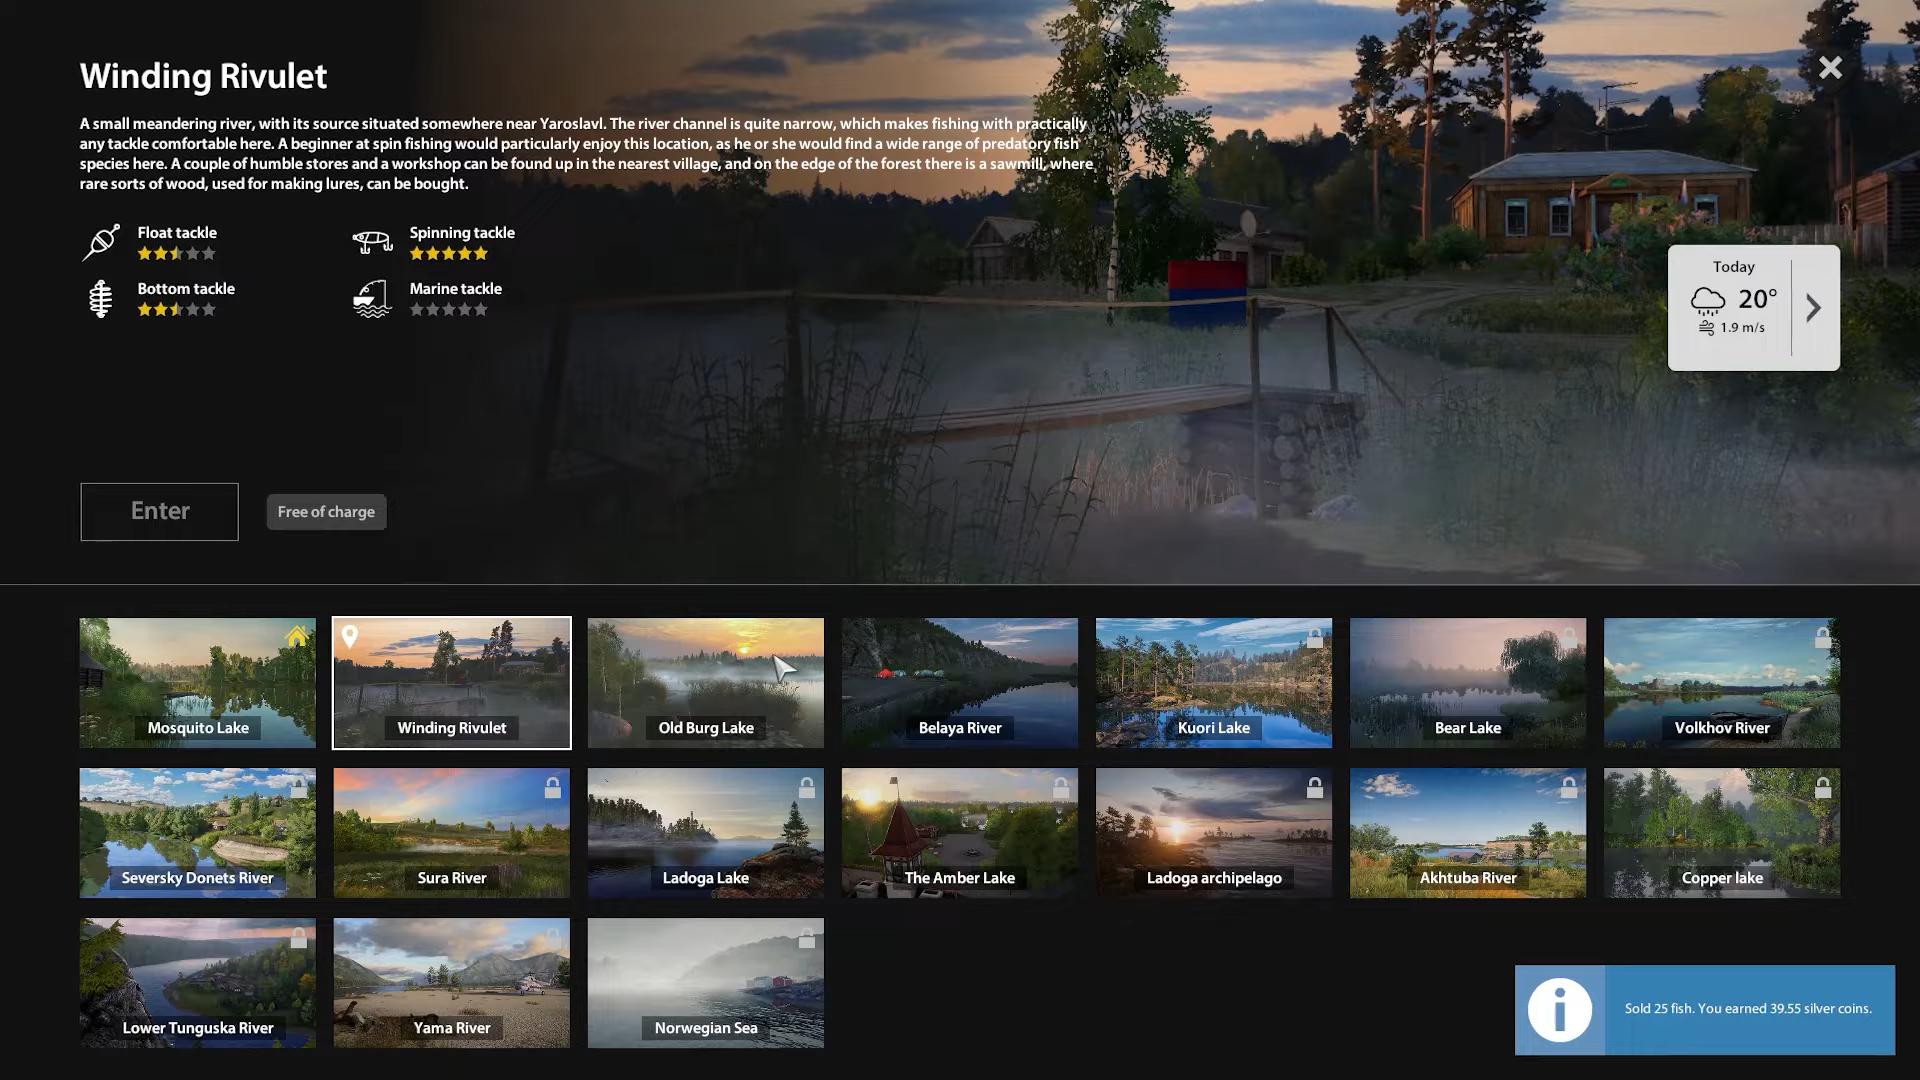 Winding Rivulet
A small meandering river, with its source situated somewhere near Yaroslavl. The river channel is quite narrow, which makes fishing with practically
any tackle comfortable here. A beginner at spin fishing would particularly enjoy this location, as he or she would find a wide range of predatory fish
species here. A couple of humble stores and a workshop can be found up in the nearest village, and on the edge of the forest there is a sawmill, where
rare sorts of wood, used for making lures, can be bought.
Float tackle
Spinning tackle
Bottom tackle
Marine tackle
Today
20°
1.9 m/s
Enter
Free of charge
Mosquito Lake
Winding Rivulet
Old Burg Lake
Belaya River
Kuori Lake
Bear Lake
Volkhov River
Seversky Donets River
Sura River
Ladoga Lake
The Amber Lake
Ladoga archipelago
Akhtuba River
Copper lake
Lower Tunguska River
Yama River
Norwegian Sea
Sold 25 fish. You earned 39.55 silver coins.